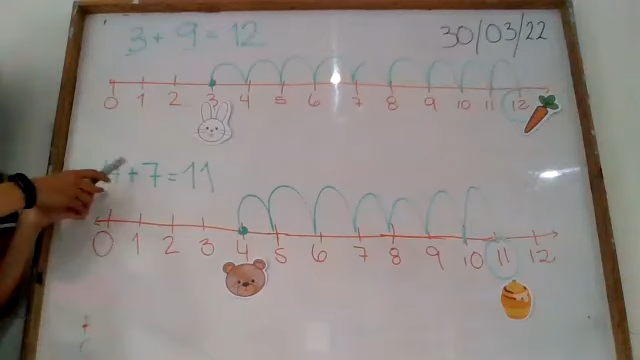 3 + 9 = 12
30/03/22
0 1 2 3 4 5 6 7 8 9 10 11 12
4 + 7 = 11
0 1 2 3 4 5 6 7 8 9 10 11 12